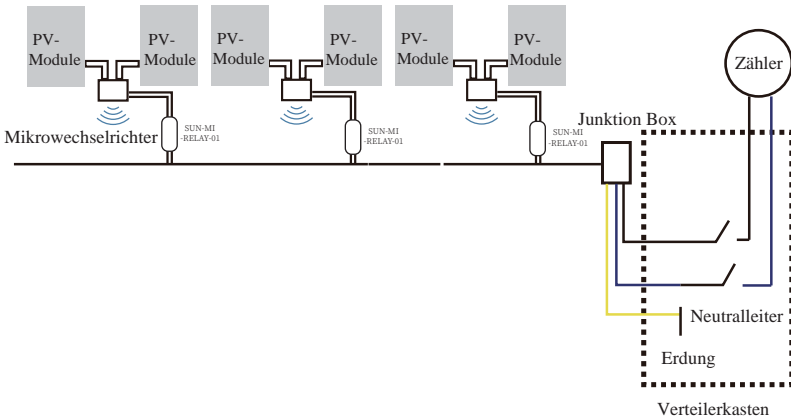 PV-
Module
PV-
Module
PV-
Module
PV-
Module
PV-
Module
PV-
Module
Zähler
Mikrowechselrichter
SUN-MI
-RELAY-01
SUN-MI
-RELAY-01
SUN-MI
-RELAY-01
Junktion Box
Neutralleiter
Erdung
Verteilerkasten